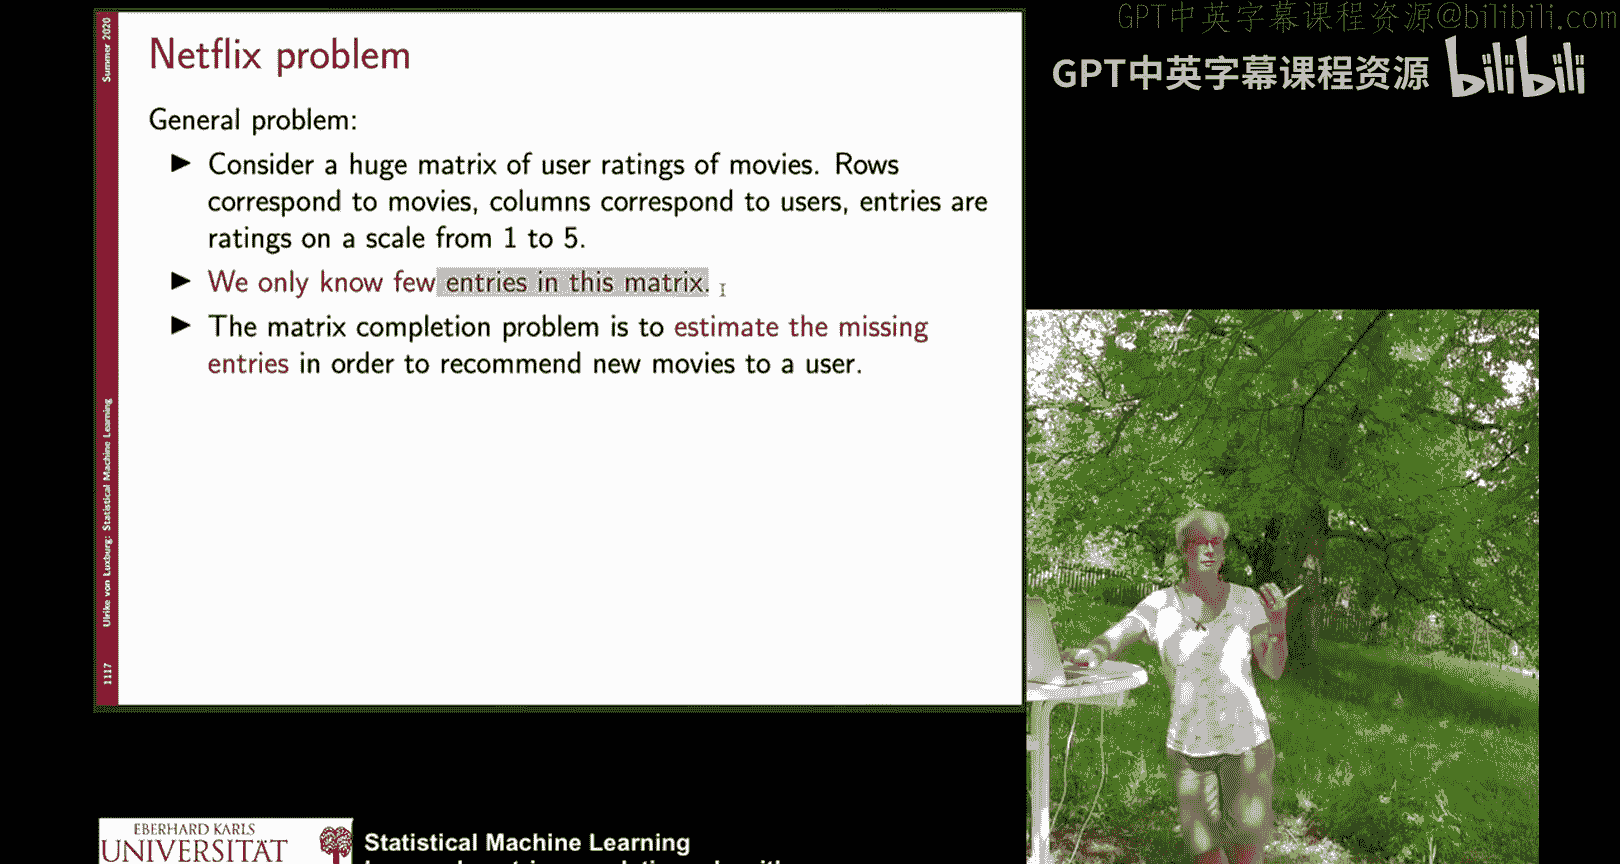 GPT中英字幕课程资源@bilibili.com
GPT中英字幕课程资源 bilibili
Summer 2020
Netflix problem
General problem:
▶ Consider a huge matrix of user ratings of movies. Rows
correspond to movies, columns correspond to users, entries are
ratings on a scale from 1 to 5.
▶ We only know few entries in this matrix.
▶ The matrix completion problem is to estimate the missing
entries in order to recommend new movies to a user.
Ulrike von Luxburg: Statistical Machine Learning
1117
EBERHARD KARLS
UNIVERSITÄT
Statistical Machine Learning